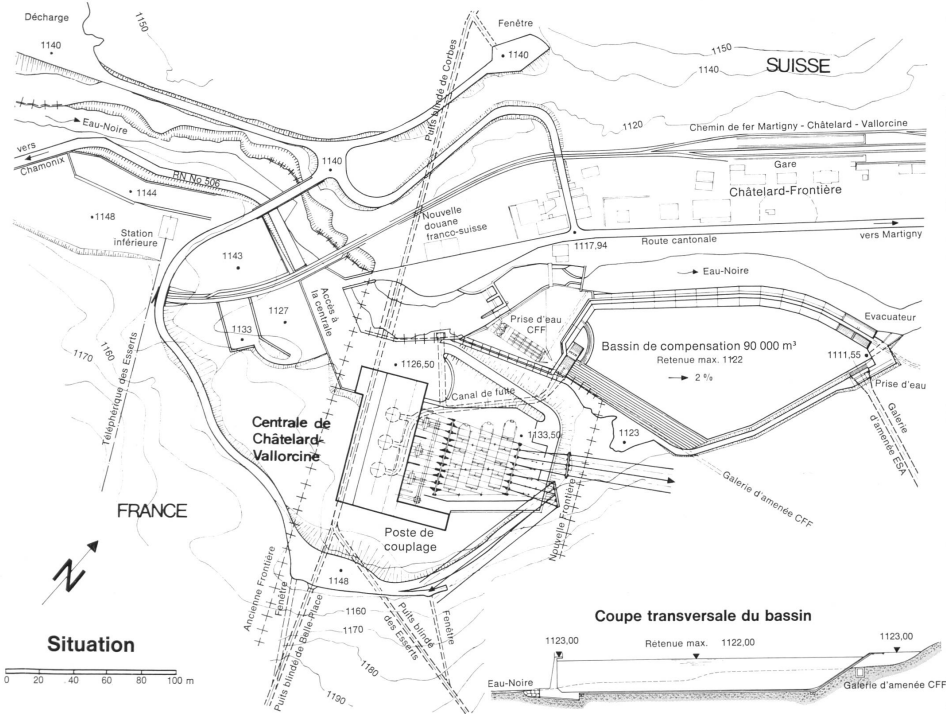 Décharge
1140
1150
Fenêtre
1140
1150
1140
SUISSE
Puits blindé de Corbes
1120
Chemin de fer Martigny - Châtelard - Vallorcine
Gare
Châtelard-Frontière
Eau-Noire
vers
Chamonix
RN No 506
1140
1144
1148
Station
inférieure
Nouvelle
douane
franco-suisse
1117,94
Route cantonale
vers Martigny
1143
Eau-Noire
1127
1133
Accès à
la centrale
Prise d'eau
CFF
Evacuateur
Bassin de compensation 90 000 m³
Retenue max. 1122
2 %
1111,55
Prise d'eau
1170
1160
Téléphérique des Esserts
1126,50
Canal de fuite
Galerie
d'amenée ESA
Centrale de
Châtelard-
Vallorcine
1133,50
1123
Galerie d'amenée CFF
FRANCE
Poste de
couplage
Nouvelle Frontière
N
Ancienne Frontière
Fenêtre
Puits blindé de Belle-Place
1148
1160
1170
1180
1190
Puits blindé
des Esserts
Fenêtre
Situation
0 20 40 60 80 100 m
Coupe transversale du bassin
1123,00
Retenue max. 1122,00
1123,00
Eau-Noire
Galerie d'amenée CFF